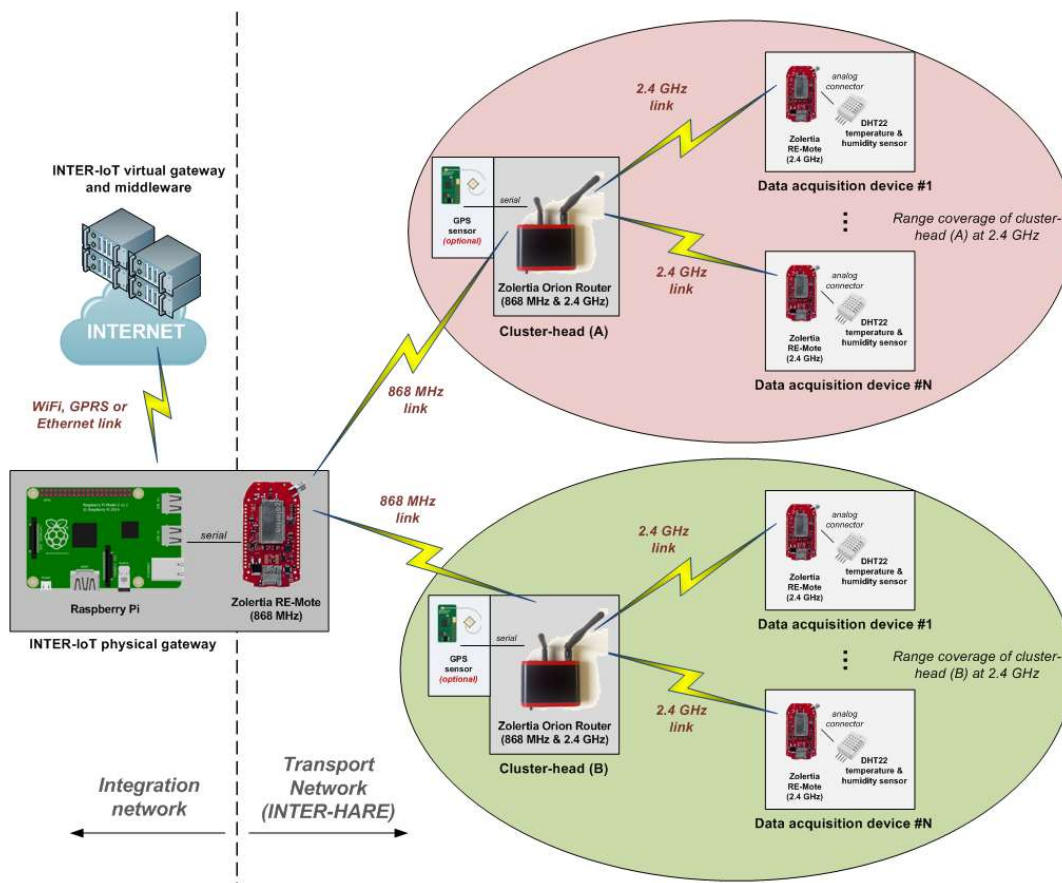 INTER-IoT virtual gateway
and middleware
INTERNET
WiFi, GPRS or
Ethernet link
serial
Raspberry Pi
Zolertia RE-Mote
(868 MHz)
INTER-IoT physical gateway
Integration
network
Transport
Network
(INTER-HARE)
868 MHz
link
868 MHz
link
GPS
sensor
(optional)
serial
Zolertia Orion Router
(868 MHz & 2.4 GHz)
Cluster-head (A)
2.4 GHz
link
2.4 GHz
link
analog
connector
Zolertia
RE-Mote
(2.4 GHz)
DHT22
temperature &
humidity sensor
Data acquisition device #1
...
Range coverage of cluster-
head (A) at 2.4 GHz
analog
connector
Zolertia
RE-Mote
(2.4 GHz)
DHT22
temperature &
humidity sensor
Data acquisition device #N
GPS
sensor
(optional)
serial
Zolertia Orion Router
(868 MHz & 2.4 GHz)
Cluster-head (B)
2.4 GHz
link
2.4 GHz
link
analog
connector
Zolertia
RE-Mote
(2.4 GHz)
DHT22
temperature &
humidity sensor
Data acquisition device #1
...
Range coverage of cluster-
head (B) at 2.4 GHz
analog
connector
Zolertia
RE-Mote
(2.4 GHz)
DHT22
temperature &
humidity sensor
Data acquisition device #N